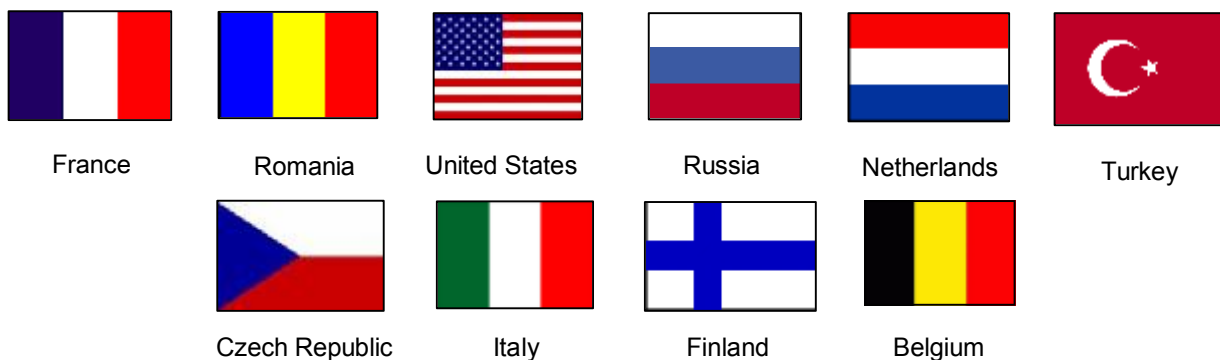 France Romania United States Russia Netherlands Turkey
Czech Republic Italy Finland Belgium